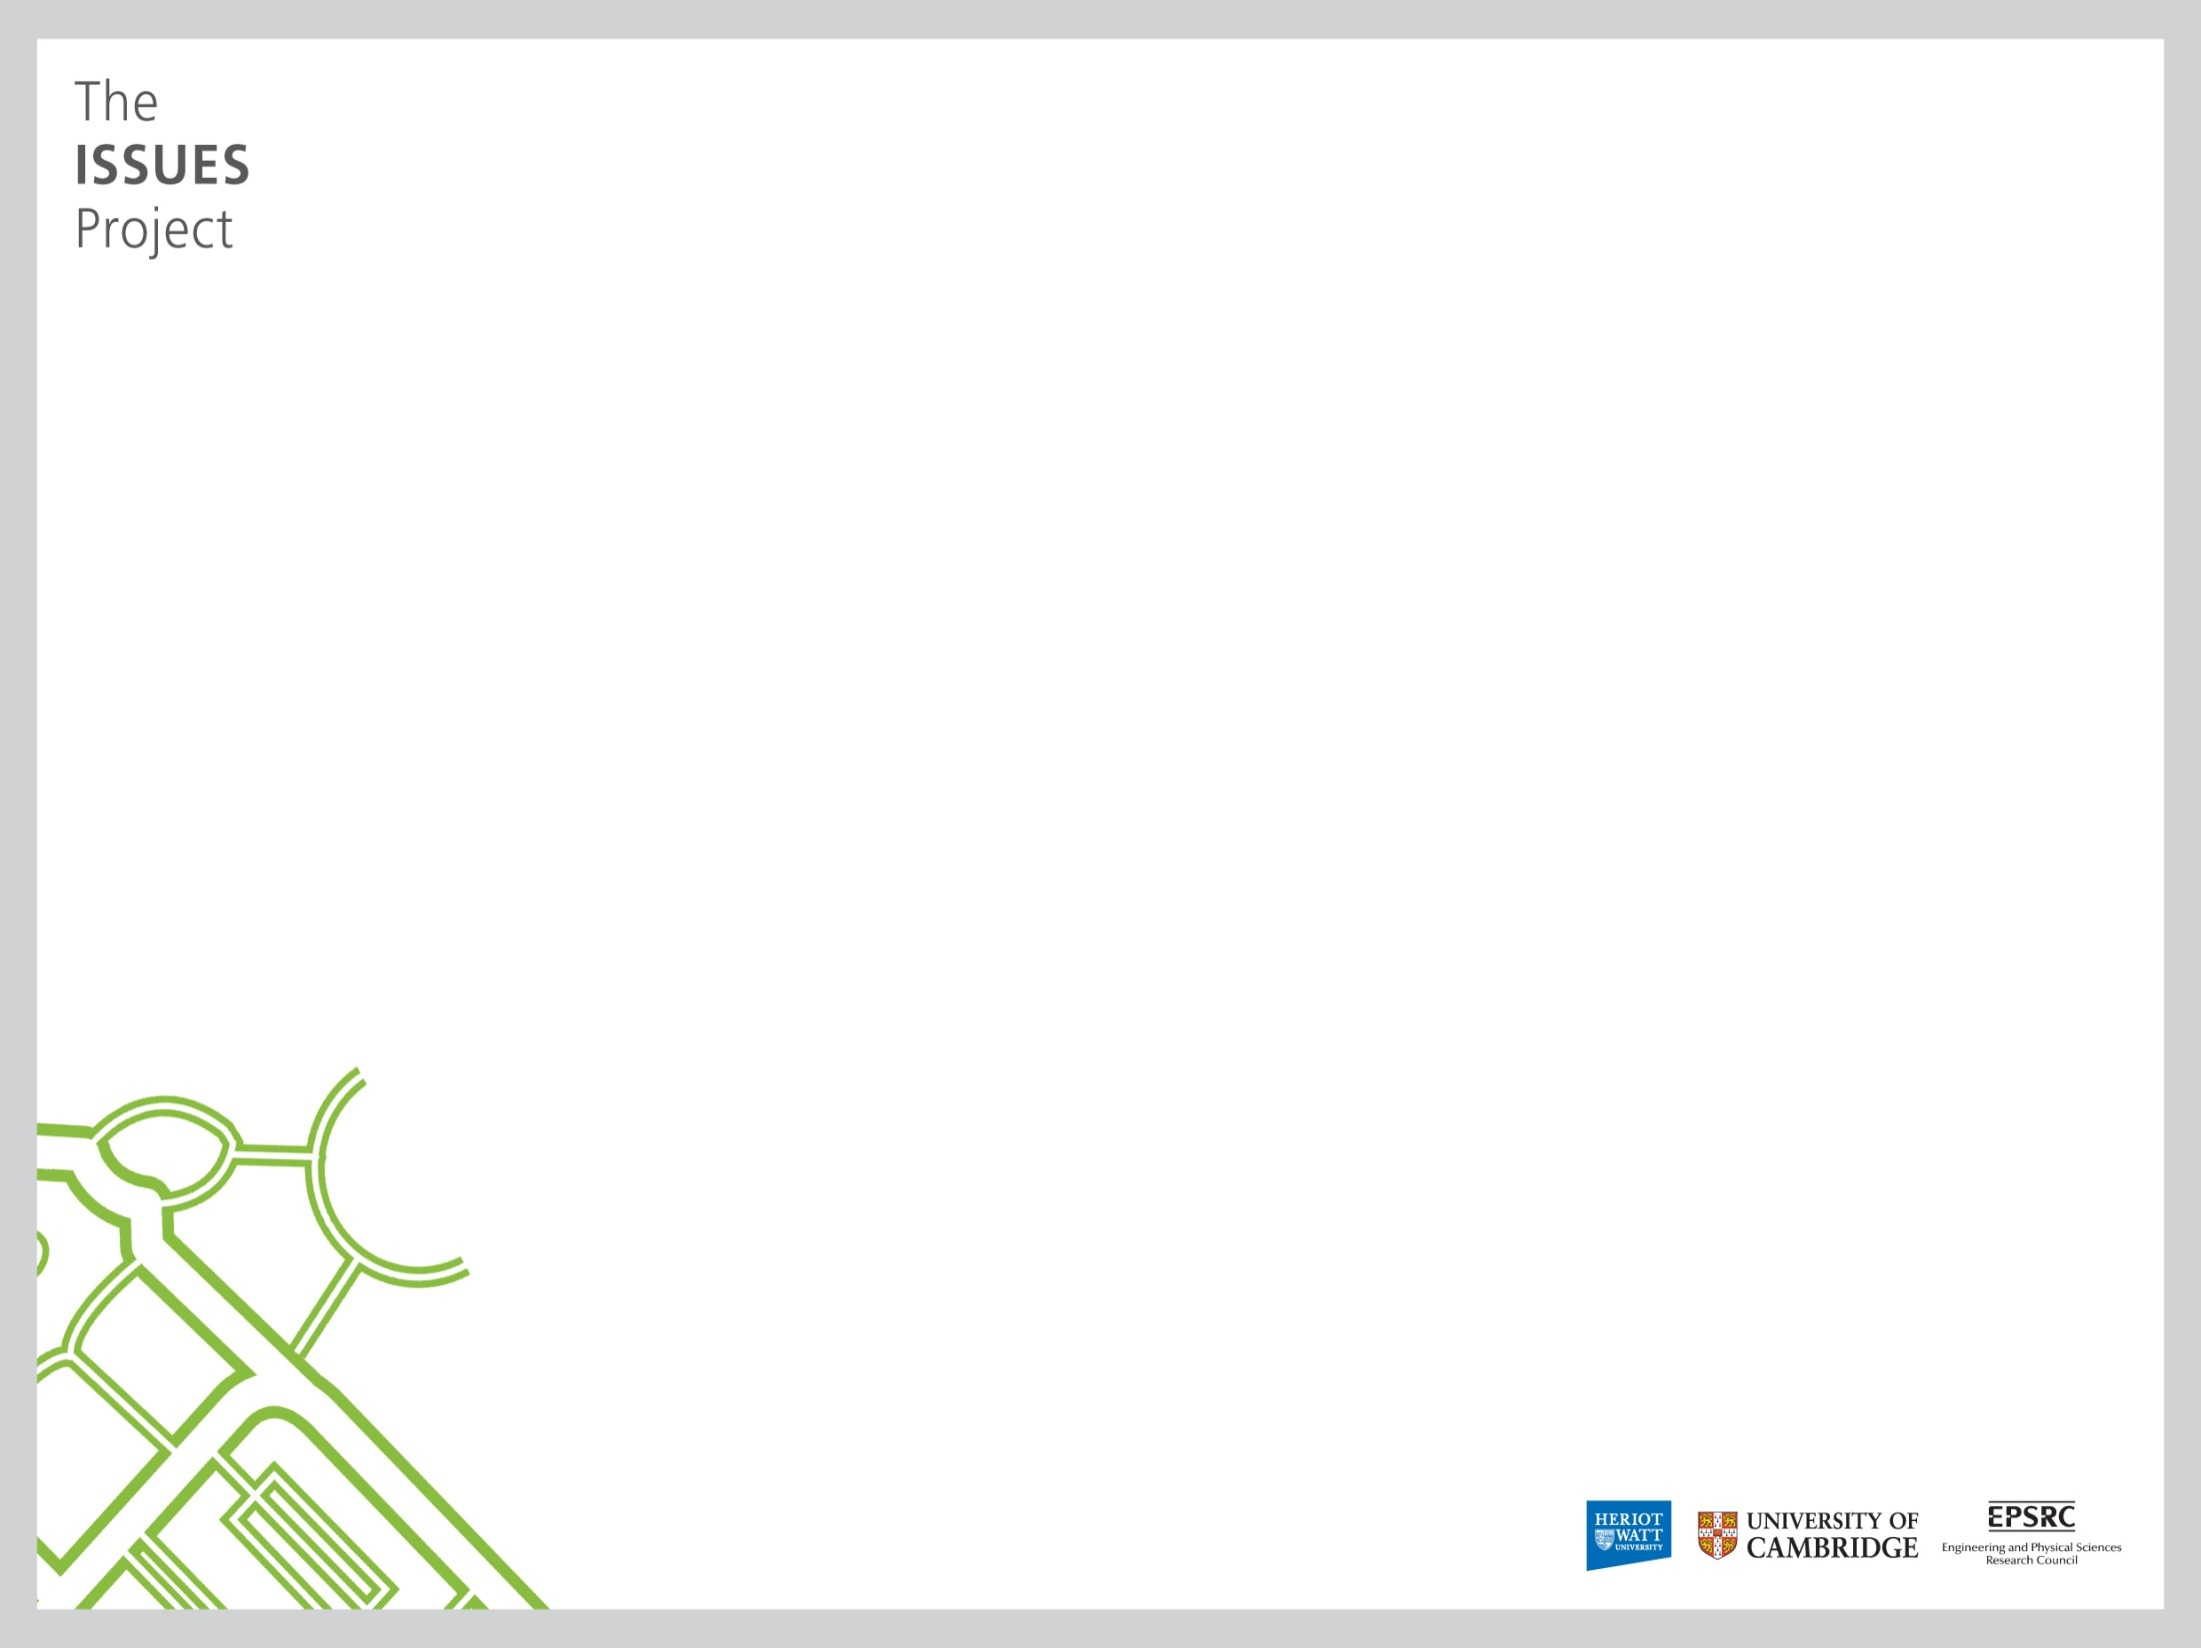 The
ISSUES
Project
HERIOT
WATT
UNIVERSITY
UNIVERSITY OF
CAMBRIDGE
EPSRC
Engineering and Physical Sciences
Research Council